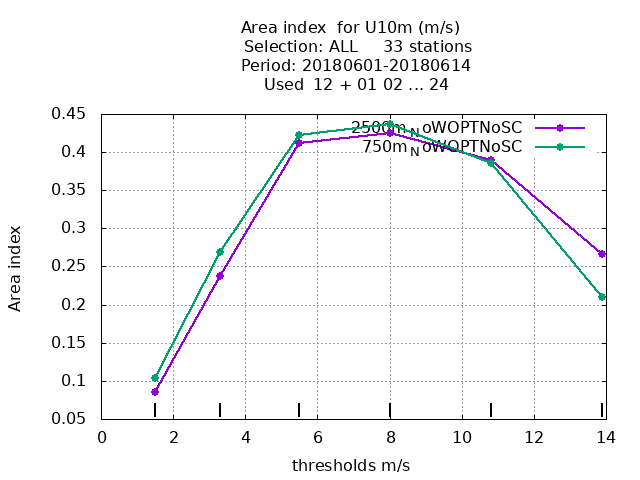 Area index  for U10m (m/s)
Selection: ALL     33 stations
Period: 20180601-20180614
Used  12 + 01 02 ... 24
0.45
2500m_NoWOPTNoSC
0.4
750m_NoWOPTNoSC
0.35
0.3
Area index
0.25
0.2
0.15
0.1
0.05
0 2 4 6 8 10 12 14
thresholds m/s